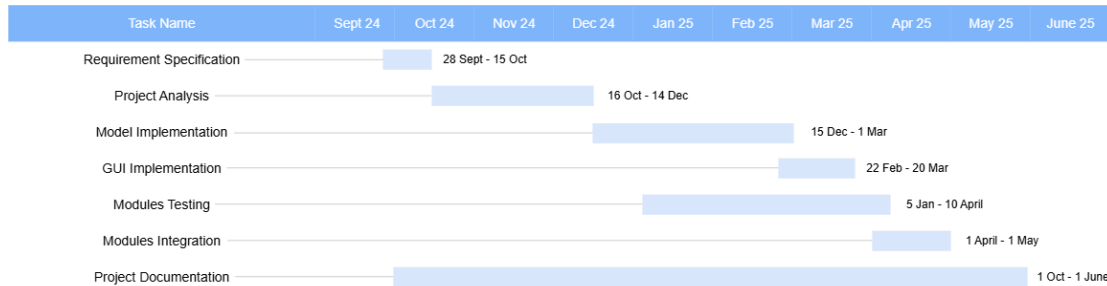 Task Name Sept 24 Oct 24 Nov 24 Dec 24 Jan 25 Feb 25 Mar 25 Apr 25 May 25 June 25
Requirement Specification 28 Sept - 15 Oct
Project Analysis 16 Oct - 14 Dec
Model Implementation 15 Dec - 1 Mar
GUI Implementation 22 Feb - 20 Mar
Modules Testing 5 Jan - 10 April
Modules Integration 1 April - 1 May
Project Documentation 1 Oct - 1 June